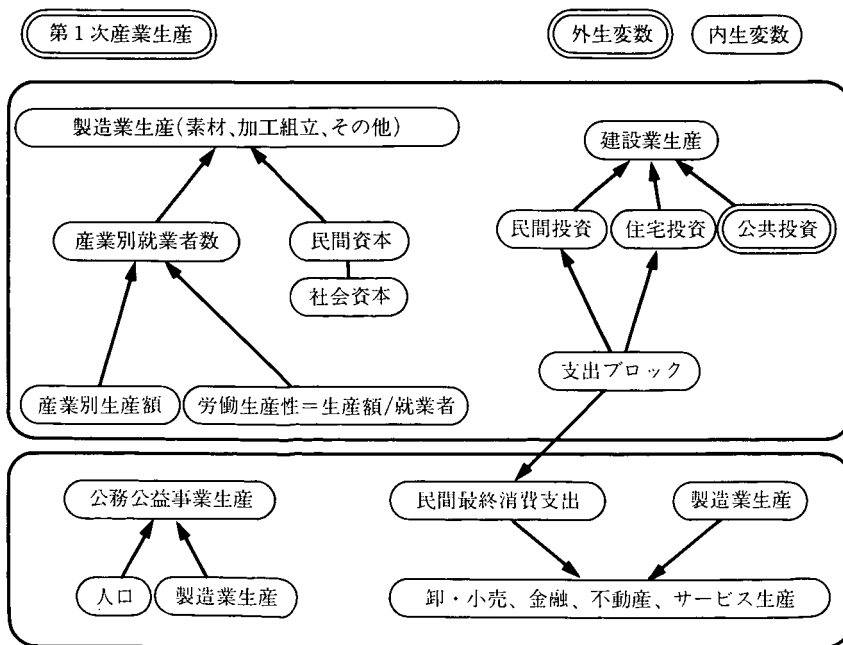 第1次産業生産
外生変数
内生変数
製造業生産(素材、加工組立、その他)
建設業生産
産業別就業者数
民間資本
民間投資
住宅投資
公共投資
社会資本
支出ブロック
産業別生産額
労働生産性=生産額/就業者
公務公益事業生産
民間最終消費支出
製造業生産
人口
製造業生産
卸・小売、金融、不動産、サービス生産